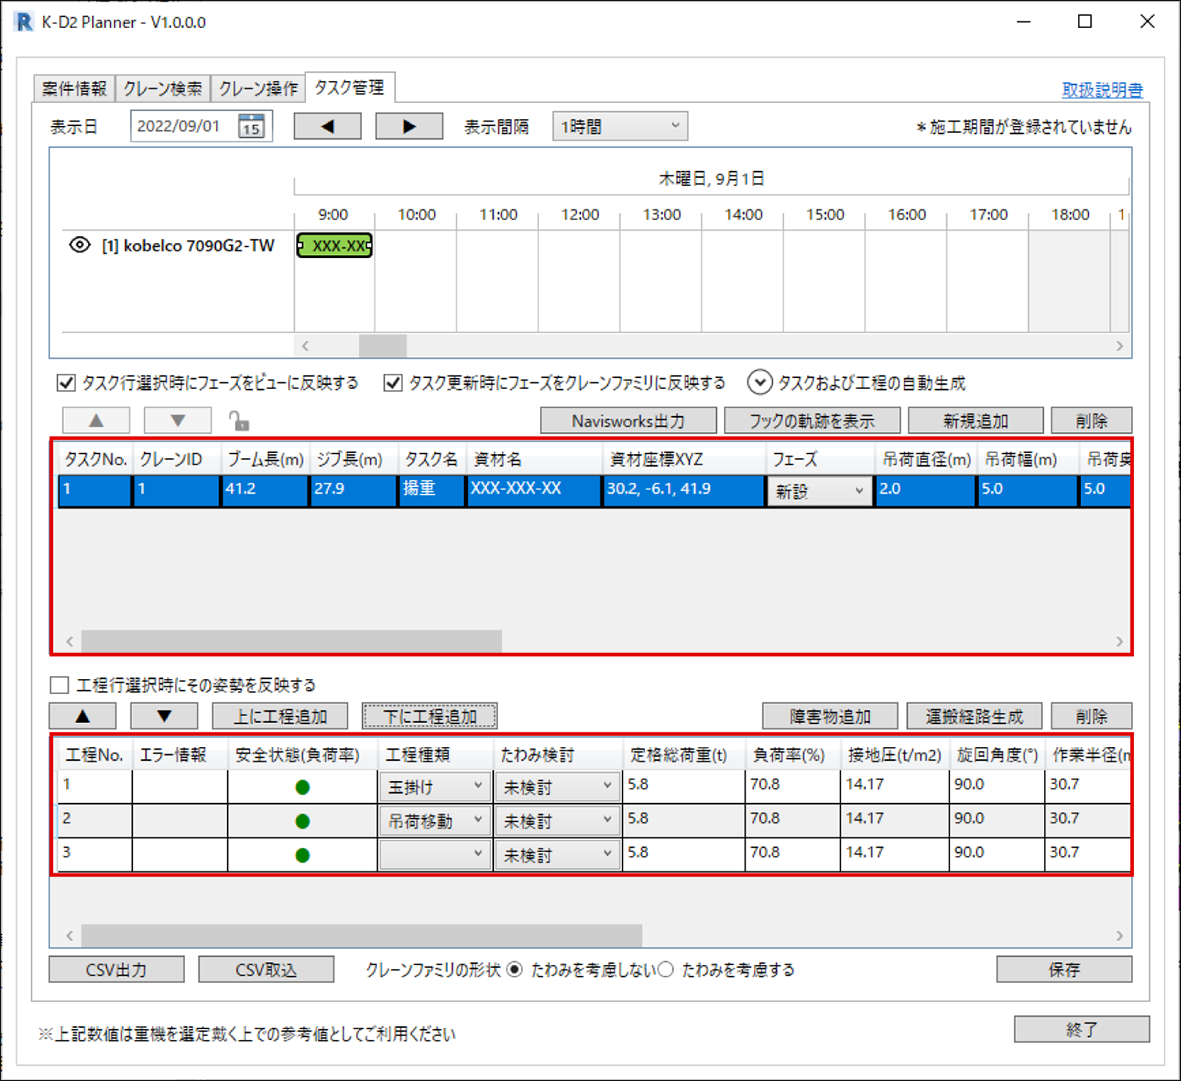 K-D2 Planner - V1.0.0.0
案件情報 クレーン検索 クレーン操作 タスク管理 取扱説明書
表示日 2022/09/01 15 ◀ ▶ 表示間隔 1時間 *施工期間が登録されていません
木曜日, 9月1日
9:00 10:00 11:00 12:00 13:00 14:00 15:00 16:00 17:00 18:00 1
[1] kobelco 7090G2-TW XXX-XX
タスク行選択時にフェーズをビューに反映する タスク更新時にフェーズをクレーンファミリに反映する タスクおよび工程の自動生成
▲ ▼ Navisworks出力 フックの軌跡を表示 新規追加 削除
タスクNo. クレーンID ブーム長(m) ジブ長(m) タスク名 資材名 資材座標XYZ フェーズ 吊荷直径(m) 吊荷幅(m) 吊荷奥
1 1 41.2 27.9 揚重 XXX-XXX-XX 30.2, -6.1, 41.9 新設 2.0 5.0 5.0
工程行選択時にその姿勢を反映する
▲ ▼ 上に工程追加 下に工程追加 障害物追加 運搬経路生成 削除
工程No. エラー情報 安全状態(負荷率) 工程種類 たわみ検討 定格総荷重(t) 負荷率(%) 接地圧(t/m2) 旋回角度(°) 作業半径(m
1 玉掛け 未検討 5.8 70.8 14.17 90.0 30.7
2 吊荷移動 未検討 5.8 70.8 14.17 90.0 30.7
3 未検討 5.8 70.8 14.17 90.0 30.7
CSV出力 CSV取込 クレーンファミリの形状 たわみを考慮しない たわみを考慮する 保存
※上記数値は重機を選定戴く上での参考値としてご利用ください 終了